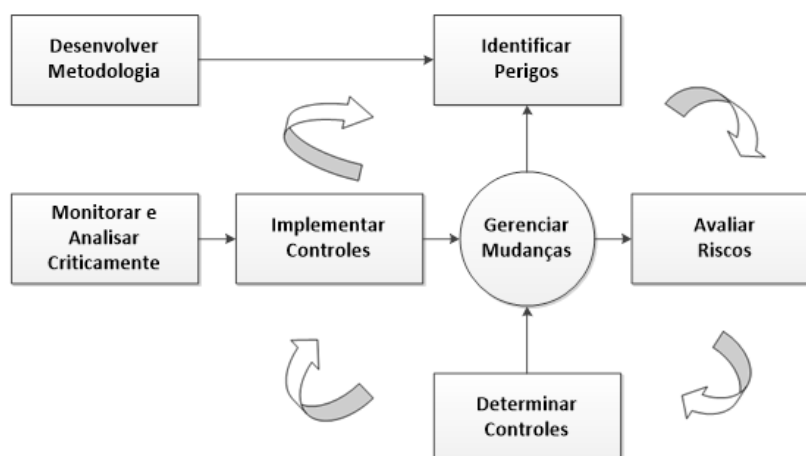 Desenvolver
Metodologia
Identificar
Perigos
Monitorar e
Analisar
Criticamente
Implementar
Controles
Gerenciar
Mudanças
Avaliar
Riscos
Determinar
Controles